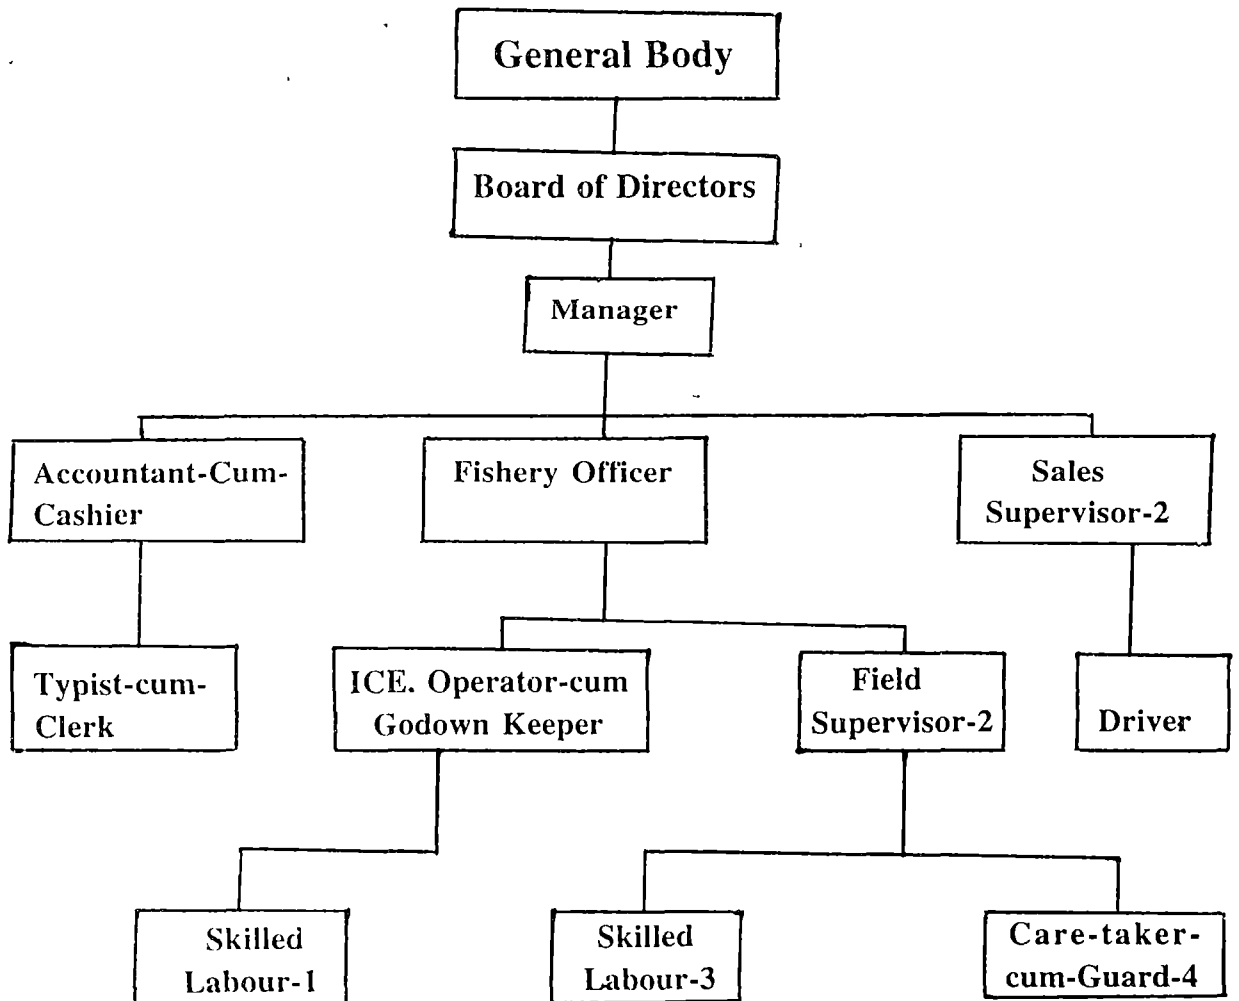 General Body
Board of Directors
Manager
Accountant-Cum-
Cashier
Fishery Officer
Sales
Supervisor-2
Typist-cum-
Clerk
ICE. Operator-cum
Godown Keeper
Field
Supervisor-2
Driver
Skilled
Labour-1
Skilled
Labour-3
Care-taker-
cum-Guard-4